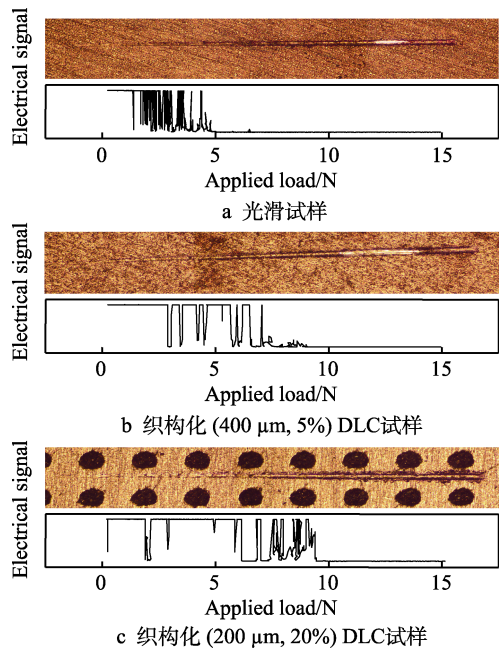 Electrical signal
0 5 10 15
Applied load/N
a 光滑试样
Electrical signal
0 5 10 15
Applied load/N
b 织构化 (400 μm, 5%) DLC试样
Electrical signal
0 5 10 15
Applied load/N
c 织构化 (200 μm, 20%) DLC试样